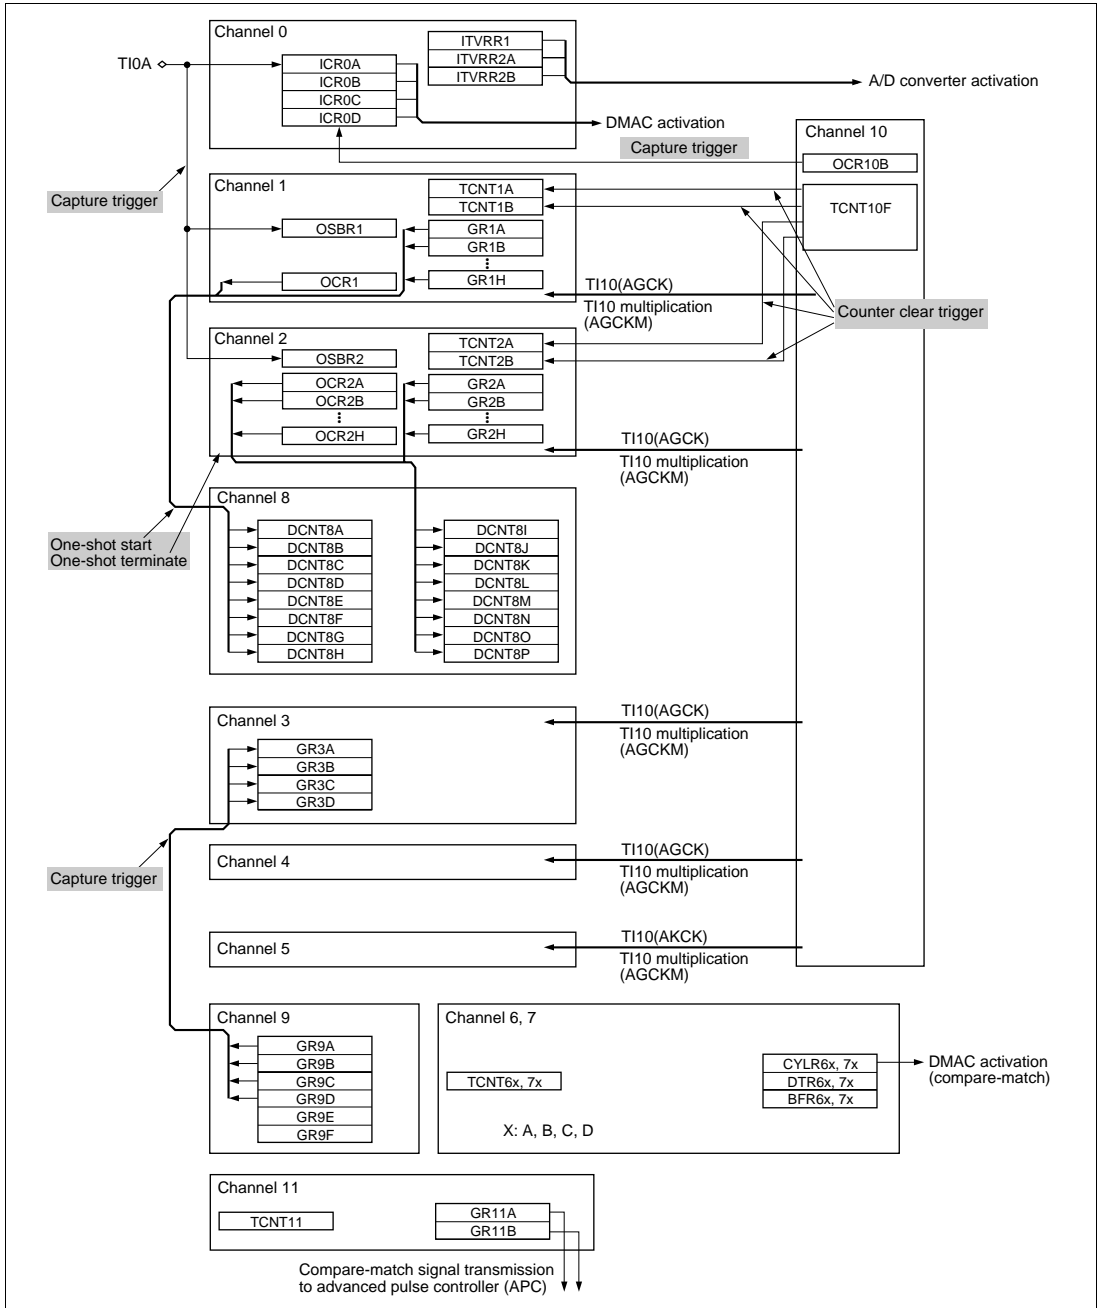 Channel 0
TI0A
ICR0A
ICR0B
ICR0C
ICR0D
ITVRR1
ITVRR2A
ITVRR2B
A/D converter activation
DMAC activation
Capture trigger
Channel 10
OCR10B
TCNT10F
Capture trigger
Channel 1
TCNT1A
TCNT1B
OSBR1
GR1A
GR1B
OCR1
GR1H
TI10(AGCK)
TI10 multiplication
(AGCKM)
Counter clear trigger
Channel 2
TCNT2A
TCNT2B
OSBR2
OCR2A
OCR2B
OCR2H
GR2A
GR2B
GR2H
TI10(AGCK)
TI10 multiplication
(AGCKM)
One-shot start
One-shot terminate
Channel 8
DCNT8A
DCNT8B
DCNT8C
DCNT8D
DCNT8E
DCNT8F
DCNT8G
DCNT8H
DCNT8I
DCNT8J
DCNT8K
DCNT8L
DCNT8M
DCNT8N
DCNT8O
DCNT8P
Channel 3
GR3A
GR3B
GR3C
GR3D
TI10(AGCK)
TI10 multiplication
(AGCKM)
Capture trigger
Channel 4
TI10(AGCK)
TI10 multiplication
(AGCKM)
Channel 5
TI10(AKCK)
TI10 multiplication
(AGCKM)
Channel 9
GR9A
GR9B
GR9C
GR9D
GR9E
GR9F
Channel 6, 7
TCNT6x, 7x
X: A, B, C, D
CYLR6x, 7x
DTR6x, 7x
BFR6x, 7x
DMAC activation
(compare-match)
Channel 11
TCNT11
GR11A
GR11B
Compare-match signal transmission
to advanced pulse controller (APC)